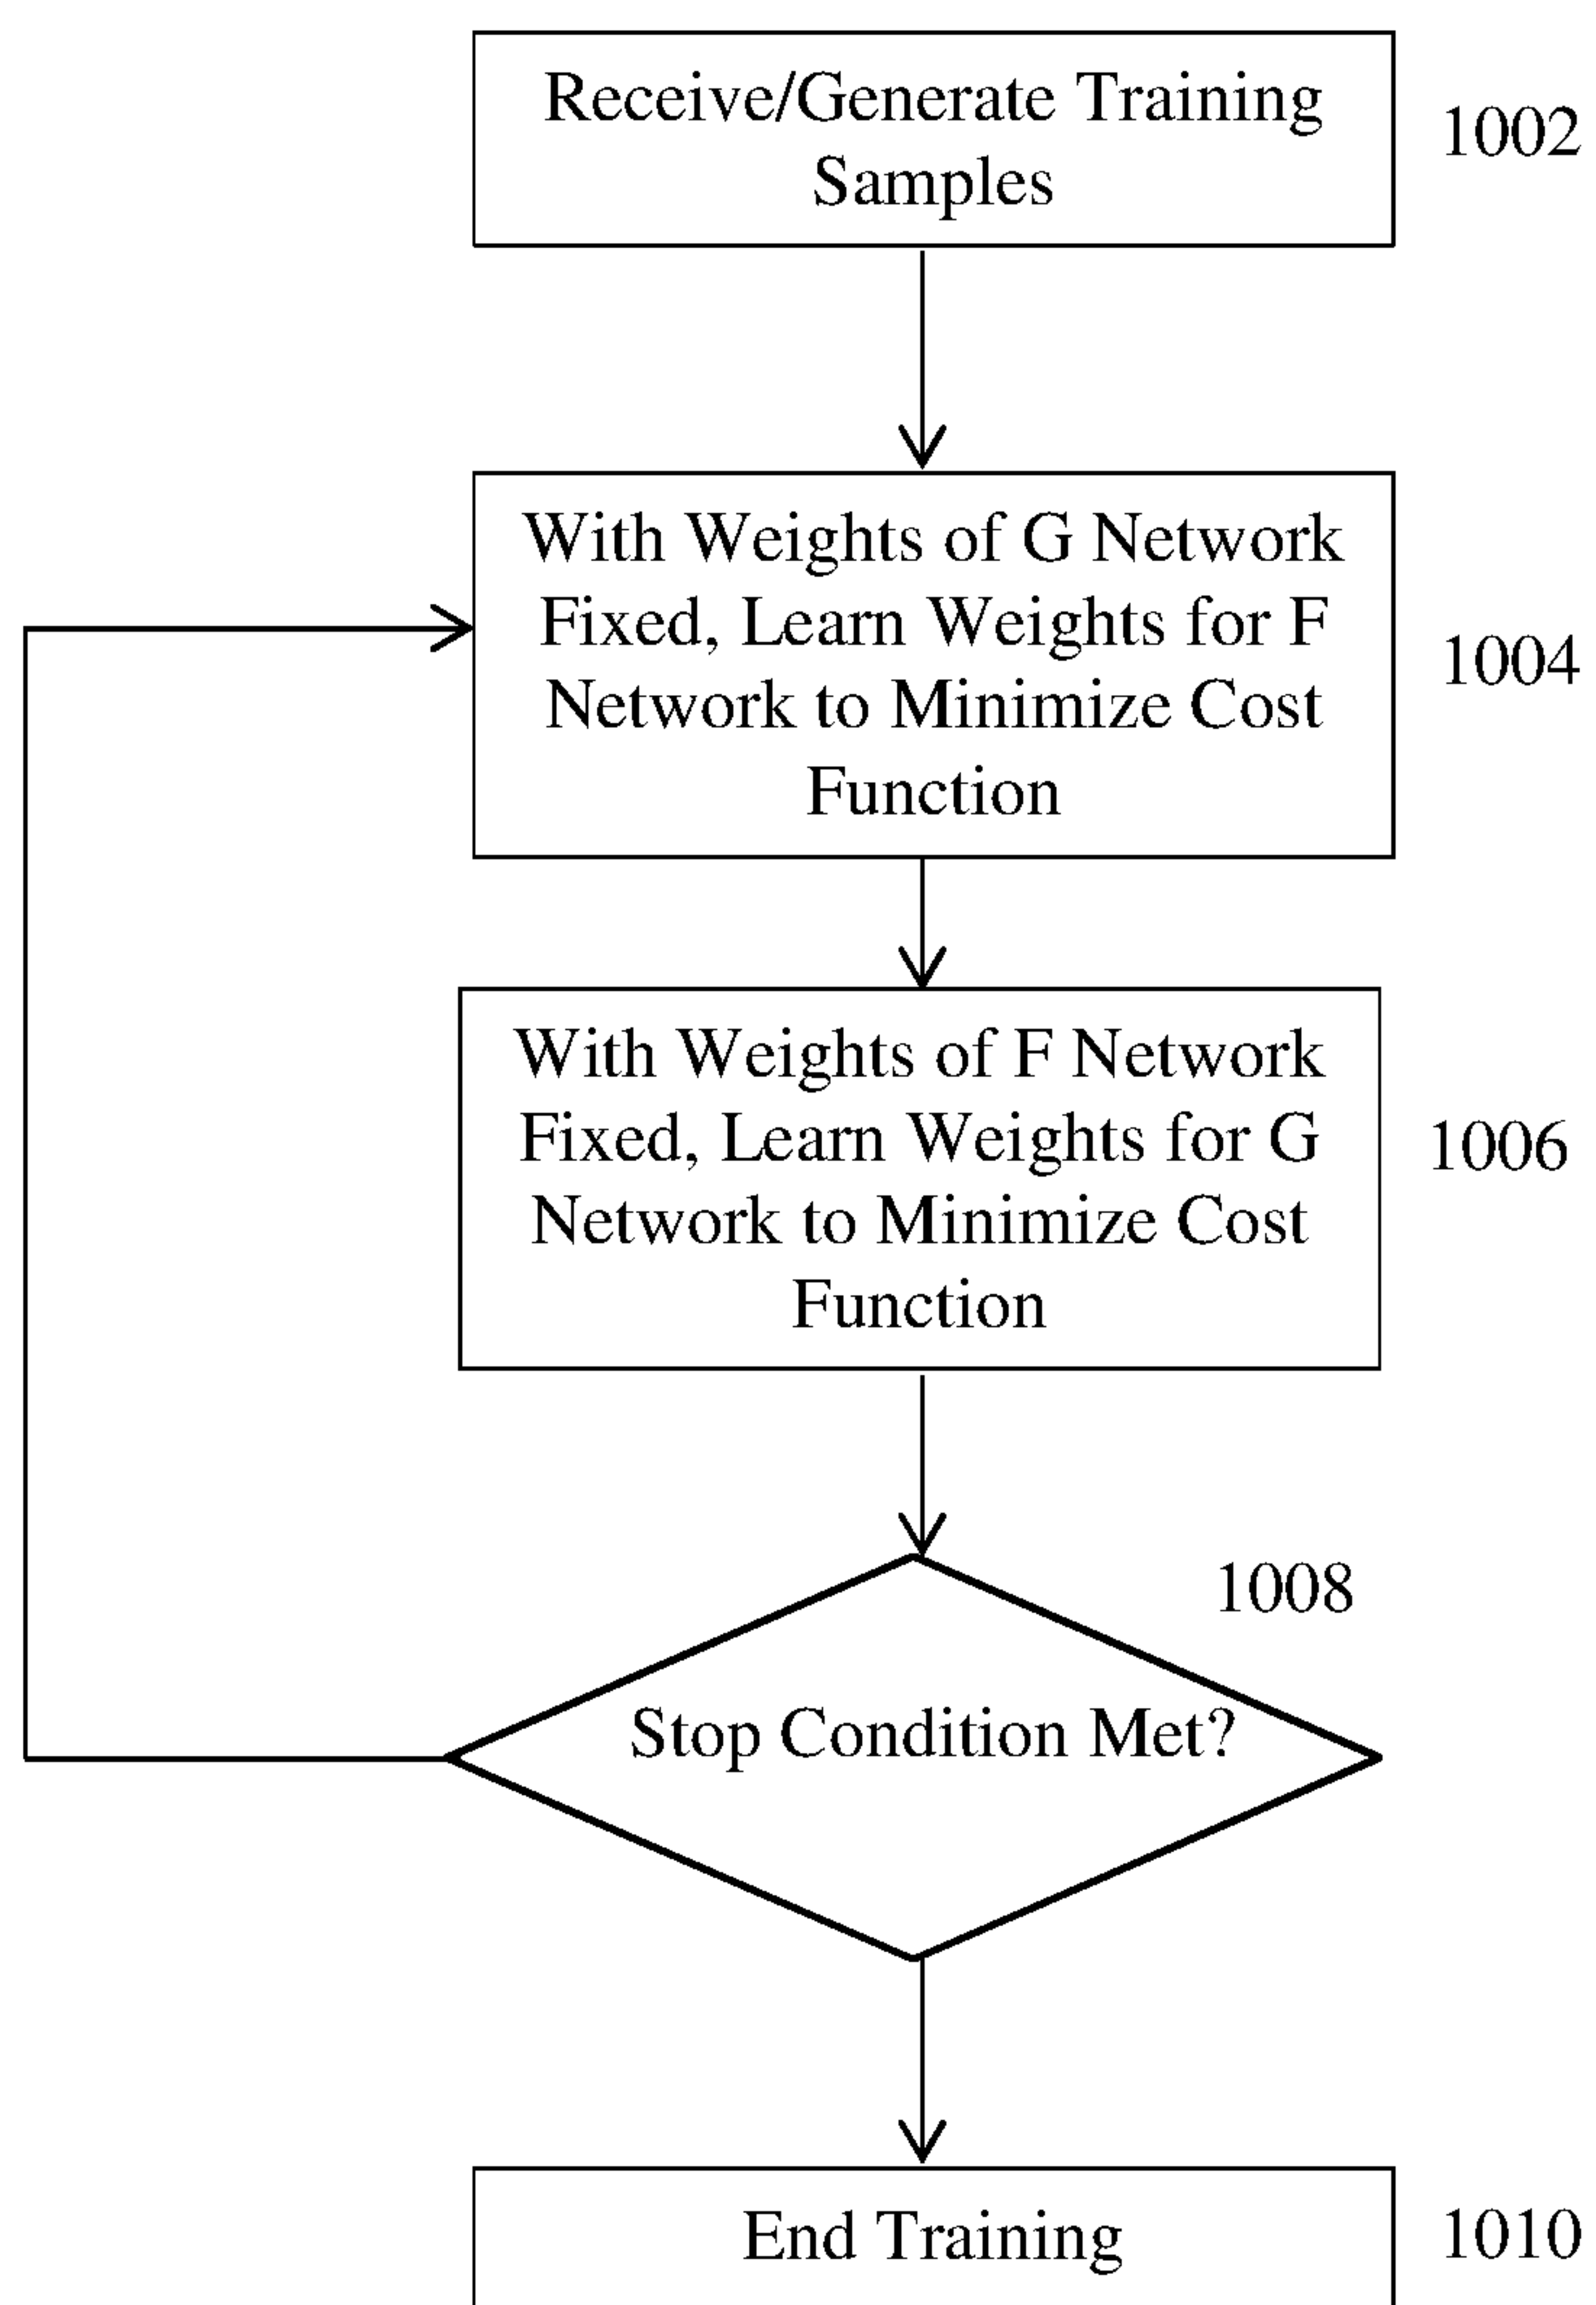 Receive/Generate Training
Samples
1002
With Weights of G Network
Fixed, Learn Weights for F
Network to Minimize Cost
Function
1004
With Weights of F Network
Fixed, Learn Weights for G
Network to Minimize Cost
Function
1006
1008
Stop Condition Met?
End Training
1010